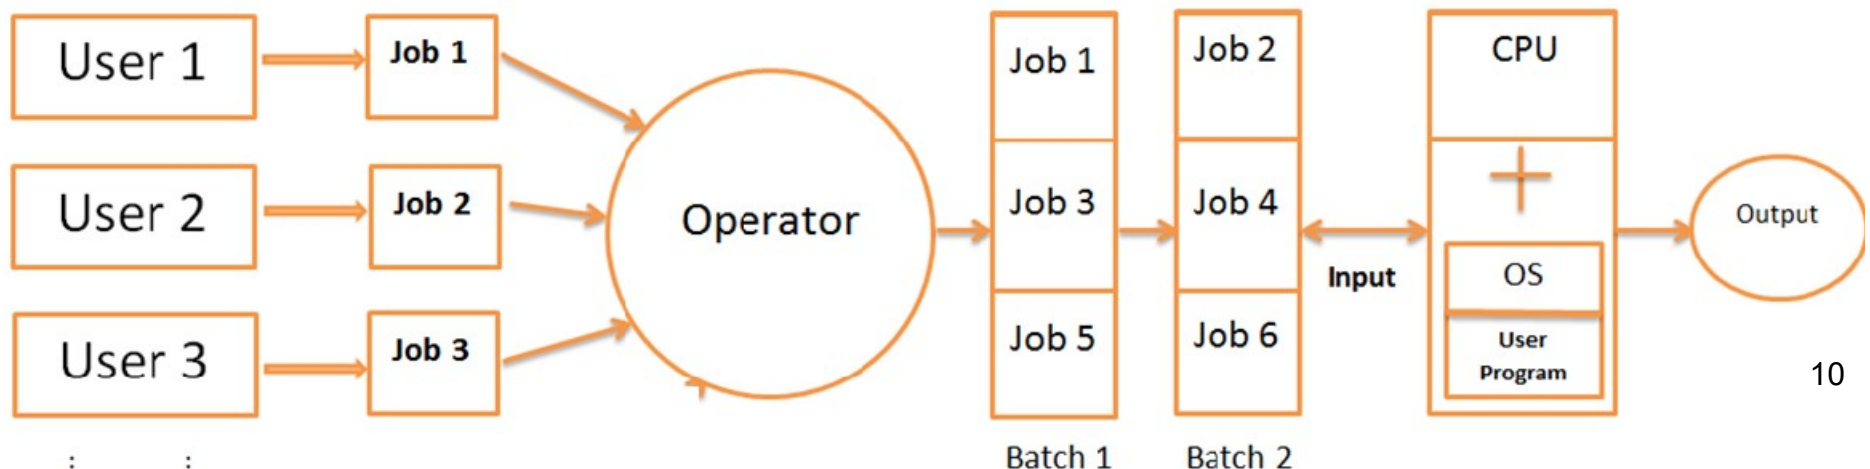 User 1
Job 1
User 2
Job 2
User 3
Job 3
:
:
Operator
Job 1
Job 3
Job 5
Batch 1
Job 2
Job 4
Job 6
Batch 2
Input
CPU
+
OS
User
Program
Output
10